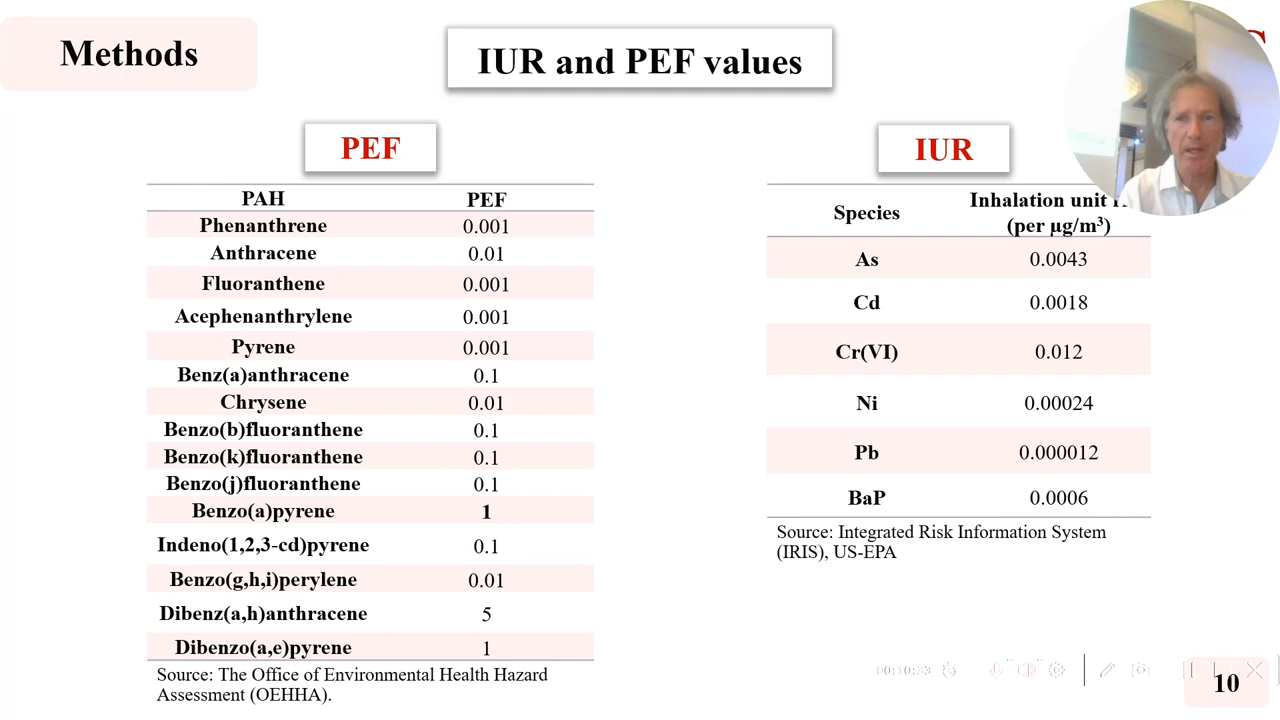 Methods
IUR and PEF values
PEF
PAH PEF
Phenanthrene 0.001
Anthracene 0.01
Fluoranthene 0.001
Acephenanthrylene 0.001
Pyrene 0.001
Benz(a)anthracene 0.1
Chrysene 0.01
Benzo(b)fluoranthene 0.1
Benzo(k)fluoranthene 0.1
Benzo(j)fluoranthene 0.1
Benzo(a)pyrene 1
Indeno(1,2,3-cd)pyrene 0.1
Benzo(g,h,i)perylene 0.01
Dibenz(a,h)anthracene 5
Dibenzo(a,e)pyrene 1
Source: The Office of Environmental Health Hazard
Assessment (OEHHA).
IUR
Species Inhalation unit
(per µg/m³)
As 0.0043
Cd 0.0018
Cr(VI) 0.012
Ni 0.00024
Pb 0.000012
BaP 0.0006
Source: Integrated Risk Information System
(IRIS), US-EPA
10